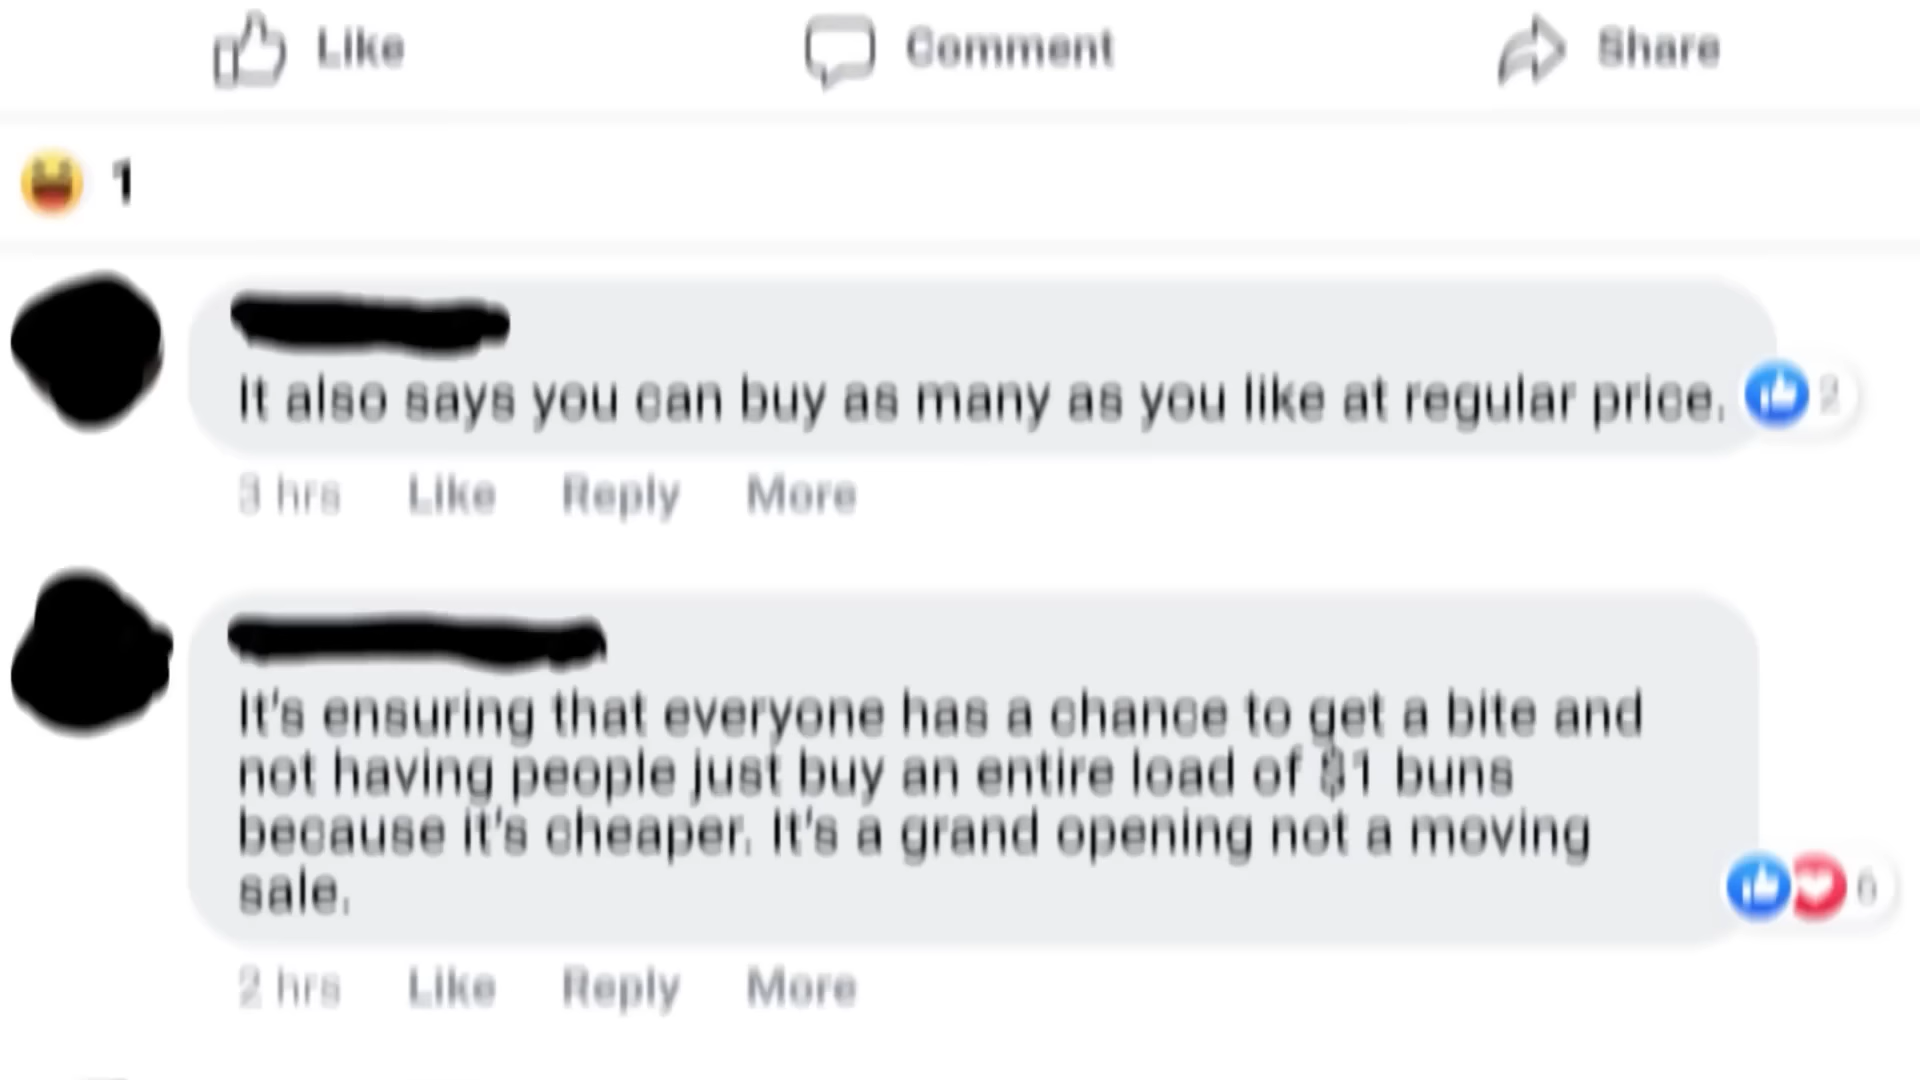 Like Comment Share
1
It also says you can buy as many as you like at regular price. 2
3 hrs Like Reply More
It's ensuring that everyone has a chance to get a bite and
not having people just buy an entire load of $1 buns
because it's cheaper. It's a grand opening not a moving
sale.
6
2 hrs Like Reply More